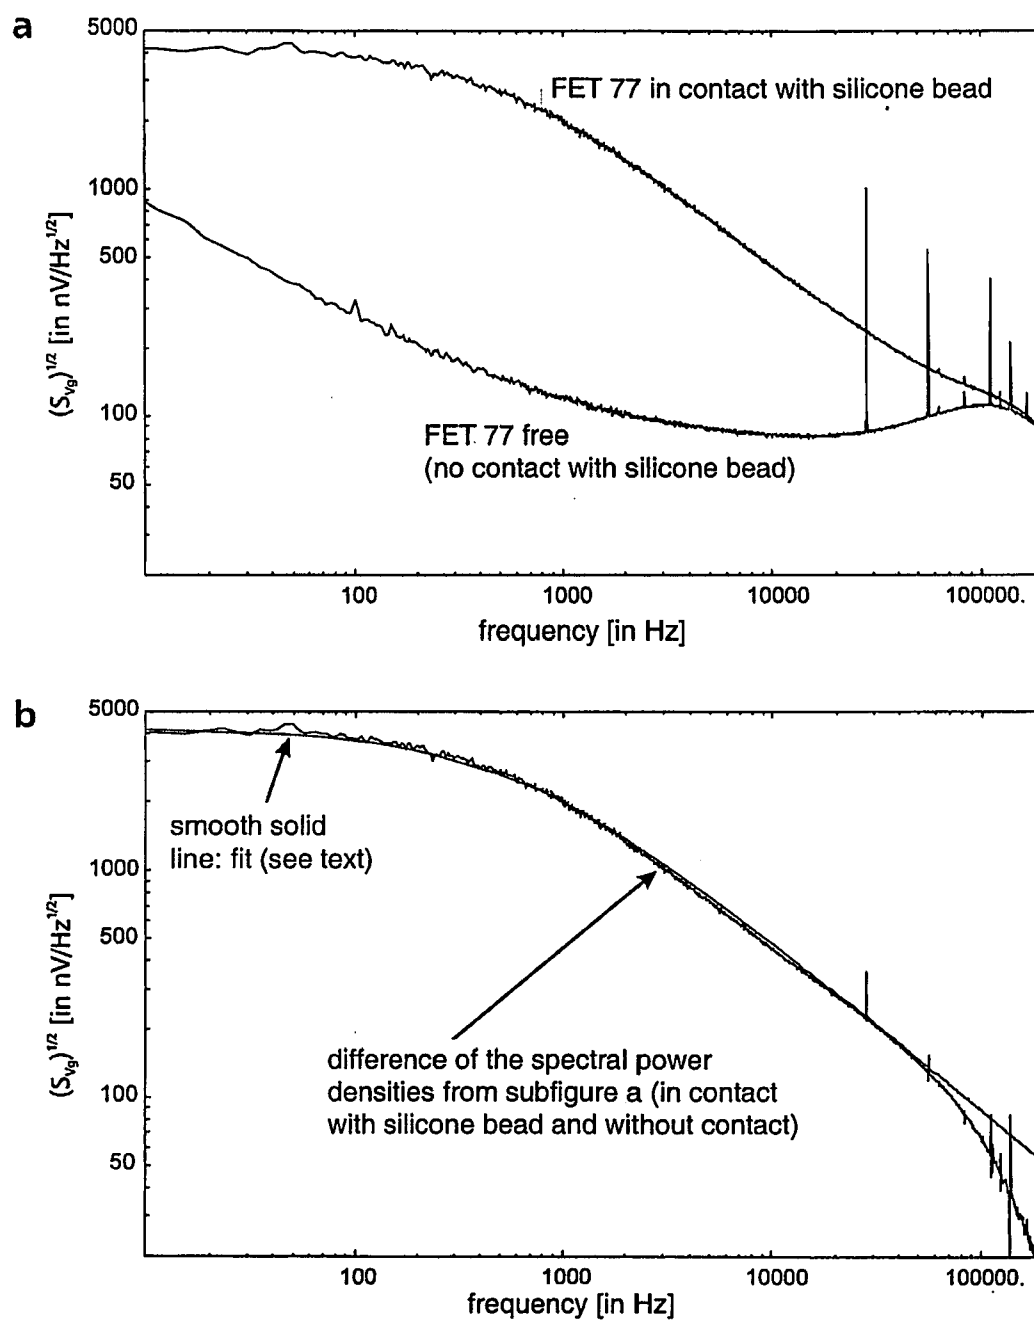 a
5000
1000
500
100
50
(S_vg)^1/2 [in nV/Hz^1/2]
FET 77 in contact with silicone bead
FET 77 free
(no contact with silicone bead)
100 1000 10000 100000.
frequency [in Hz]
b
5000
1000
500
100
50
(S_vg)^1/2 [in nV/Hz^1/2]
smooth solid
line: fit (see text)
difference of the spectral power
densities from subfigure a (in contact
with silicone bead and without contact)
100 1000 10000 100000.
frequency [in Hz]